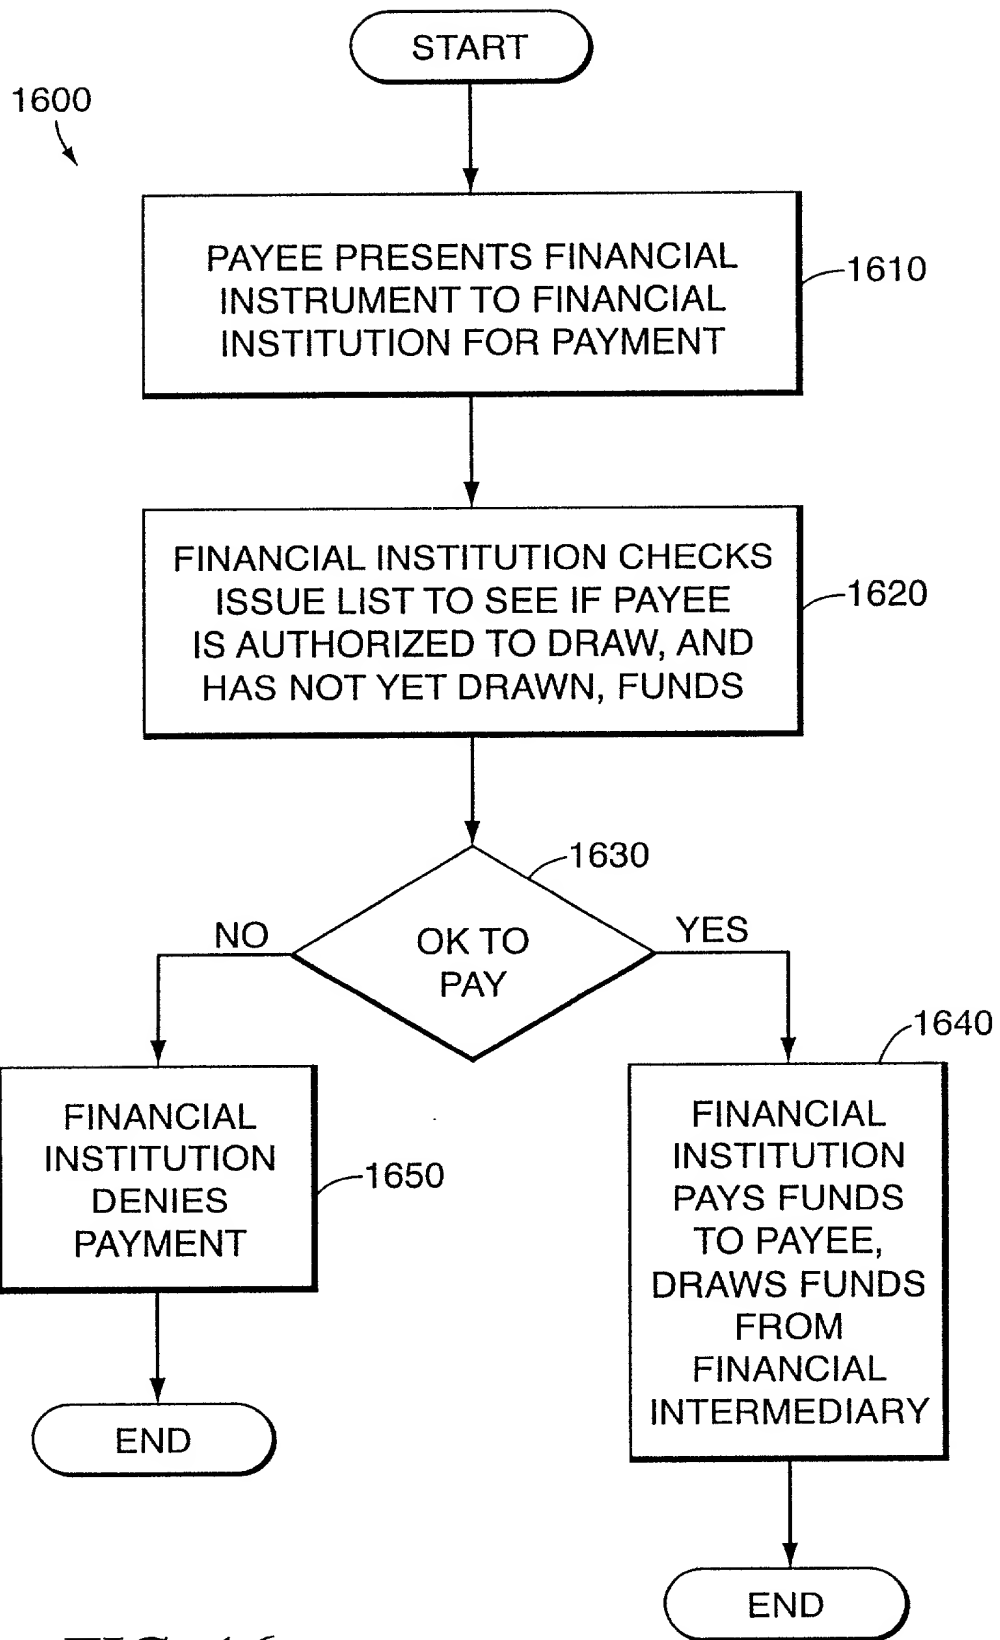 START
1600
PAYEE PRESENTS FINANCIAL
INSTRUMENT TO FINANCIAL
INSTITUTION FOR PAYMENT
1610
FINANCIAL INSTITUTION CHECKS
ISSUE LIST TO SEE IF PAYEE
IS AUTHORIZED TO DRAW, AND
HAS NOT YET DRAWN, FUNDS
1620
1630
OK TO
PAY
NO
YES
1640
FINANCIAL
INSTITUTION
DENIES
PAYMENT
1650
FINANCIAL
INSTITUTION
PAYS FUNDS
TO PAYEE,
DRAWS FUNDS
FROM
FINANCIAL
INTERMEDIARY
END
END